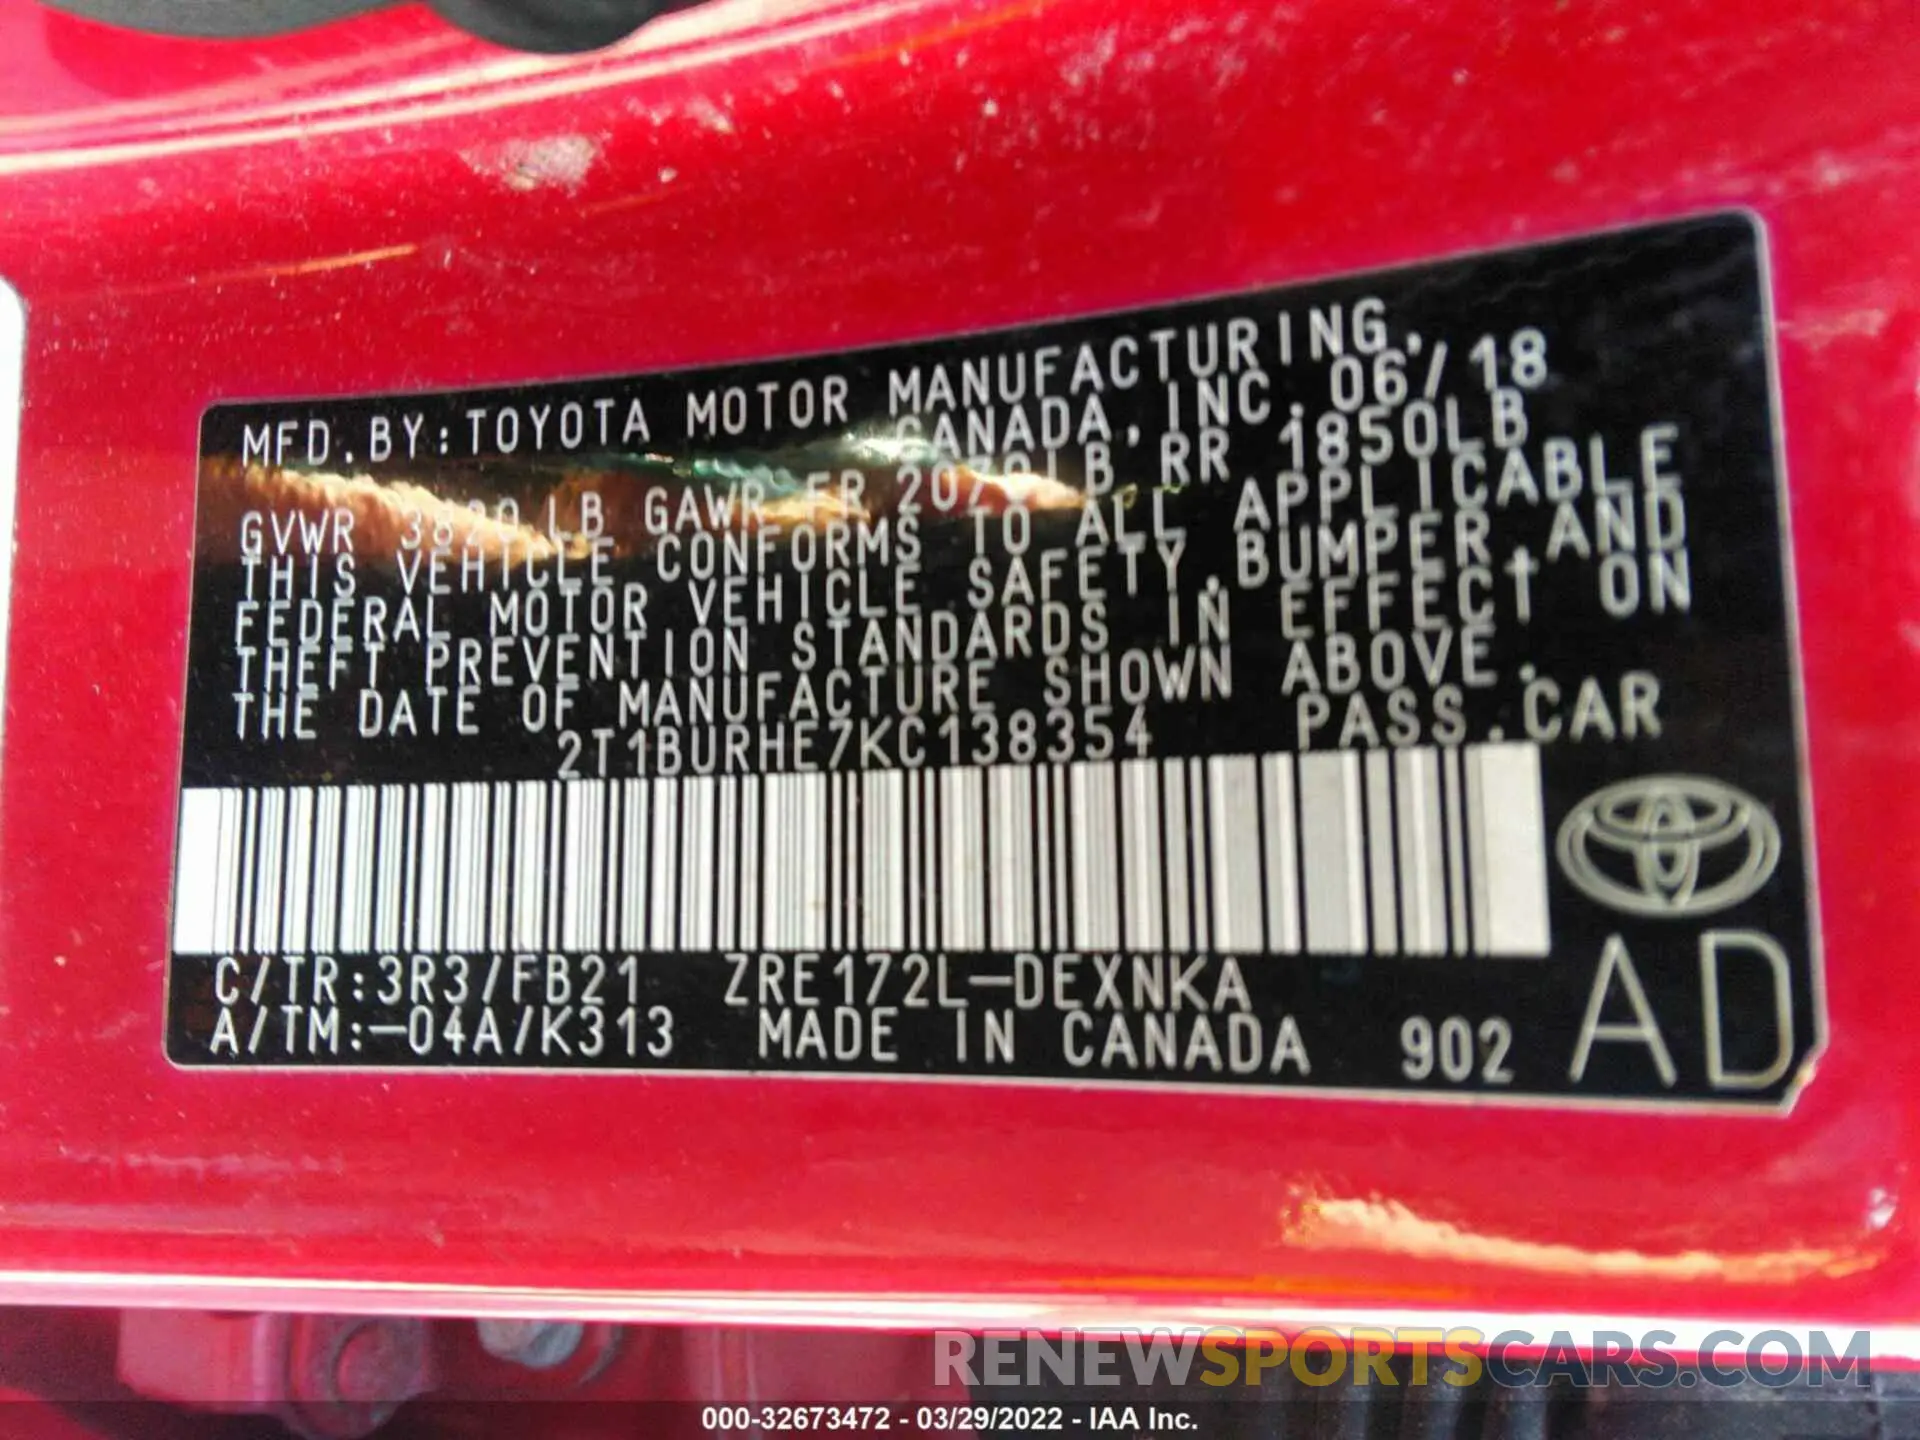 MFD.BY:TOYOTA MOTOR MANUFACTURING,
CANADA,INC. 06/18
GVWR 3820 LB GAWR FR 2070LB RR 1850LB
THIS VEHICLE CONFORMS TO ALL APPLICABLE
FEDERAL MOTOR VEHICLE SAFETY,BUMPER,AND
THEFT PREVENTION STANDARDS IN EFFECT ON
THE DATE OF MANUFACTURE SHOWN ABOVE.
2T1BURHE7KC138354 PASS.CAR
C/TR:3R3/FB21 ZRE172L-DEXNKA
A/TM:-04A/K313 MADE IN CANADA 902
AD
RENEWSPORTSCARS.COM
000-32673472 - 03/29/2022 - IAA Inc.